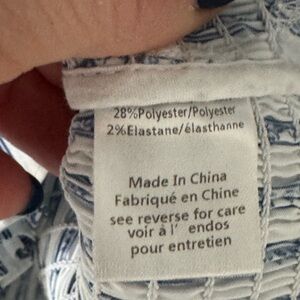 28%Polyester/Polyester
2%Elastane/élasthanne
Made In China
Fabriqué en Chine
see reverse for care
voir à l' endos
pour entretien